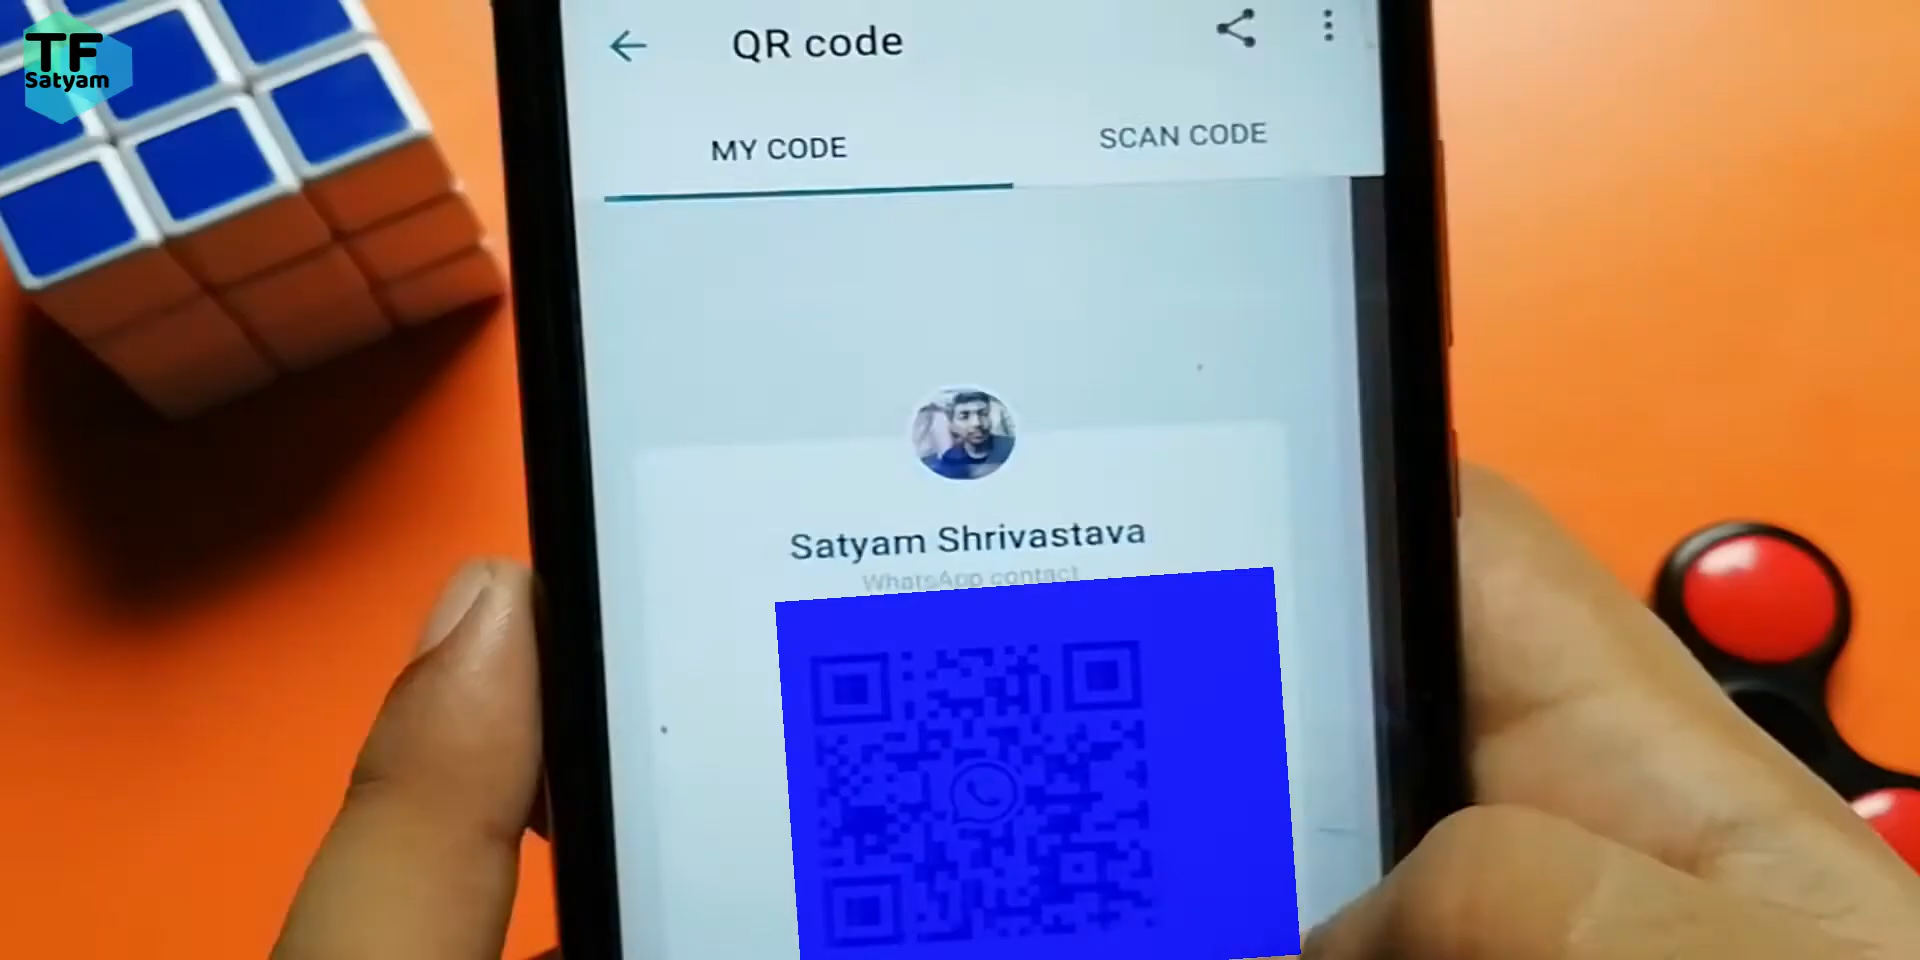 TF
Satyam
QR code
MY CODE
SCAN CODE
Satyam Shrivastava
WhatsApp contact